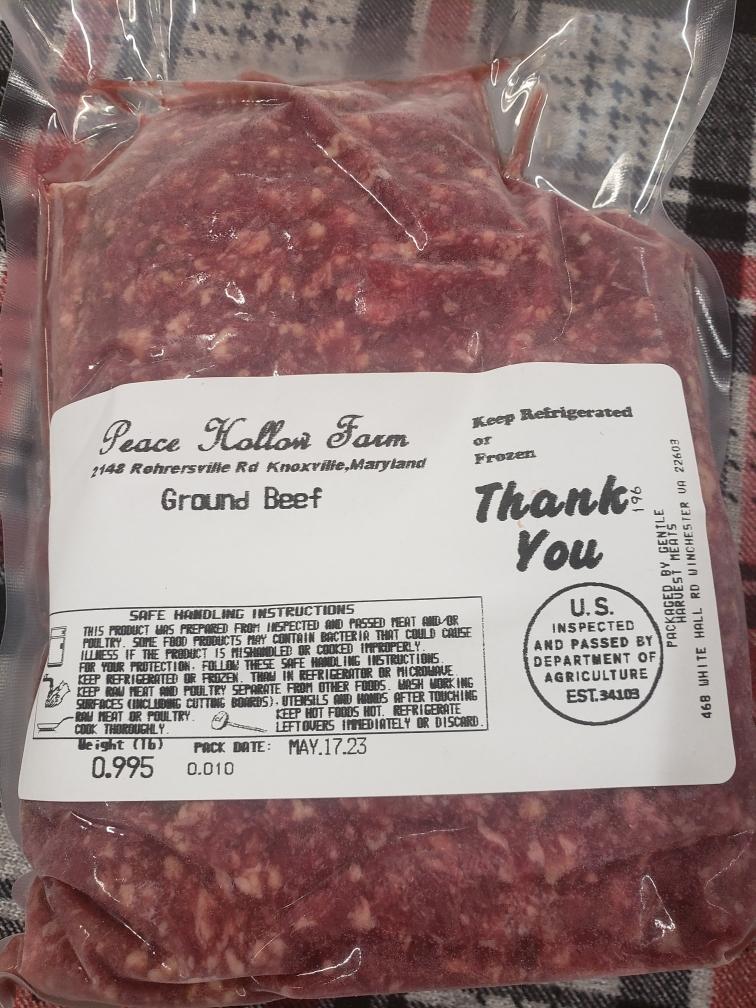 Peace Hollow Farm
2148 Rohrersville Rd Knoxville,Maryland
Ground Beef
Keep Refrigerated
or
Frozen
Thank
You
196
PACKAGED BY GENTLE
HARVEST MEATS
468 WHITE HALL RD WINCHESTER VA 22603
U.S.
INSPECTED
AND PASSED BY
DEPARTMENT OF
AGRICULTURE
EST.34103
SAFE HANDLING INSTRUCTIONS
THIS PRODUCT WAS PREPARED FROM INSPECTED AND PASSED MEAT AND/OR
POULTRY. SOME FOOD PRODUCTS MAY CONTAIN BACTERIA THAT COULD CAUSE
ILLNESS IF THE PRODUCT IS MISHANDLED OR COOKED IMPROPERLY.
FOR YOUR PROTECTION, FOLLOW THESE SAFE HANDLING INSTRUCTIONS.
KEEP REFRIGERATED OR FROZEN. THAW IN REFRIGERATOR OR MICROWAVE
KEEP RAW MEAT AND POULTRY SEPARATE FROM OTHER FOODS. WASH WORKING
SURFACES (INCLUDING CUTTING BOARDS), UTENSILS AND HANDS AFTER TOUCHING
RAW MEAT OR POULTRY.
COOK THOROUGHLY.
KEEP HOT FOODS HOT. REFRIGERATE
LEFTOVERS IMMEDIATELY OR DISCARD.
Weight (lb)
0.995
PACK DATE: MAY.17.23
0.010